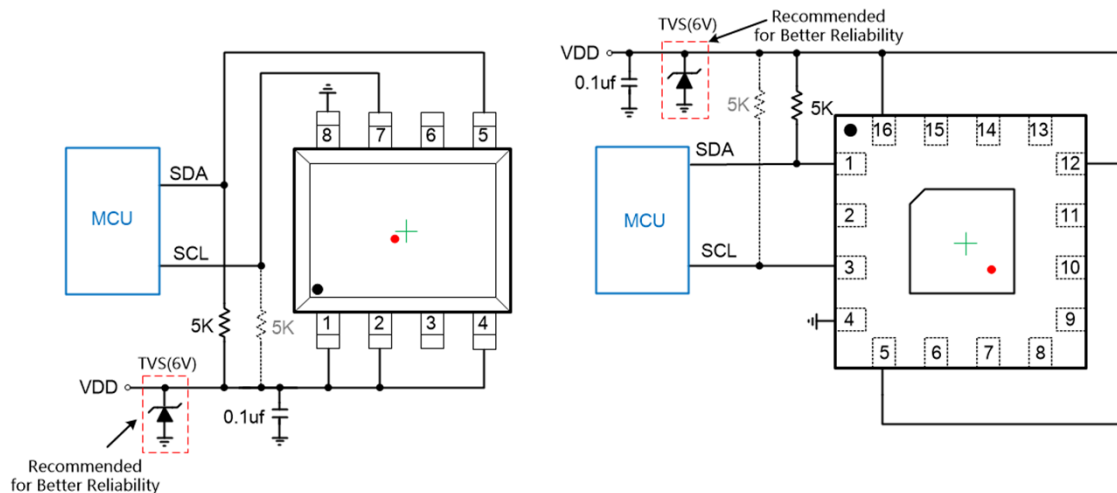 SDA
MCU
SCL
8
7
6
5
1
2
3
4
5K
5K
TVS(6V)
VDD
0.1uf
Recommended
for Better Reliability
TVS(6V)
Recommended
for Better Reliability
VDD
0.1uf
5K
5K
SDA
MCU
SCL
16
15
14
13
1
2
3
4
12
11
10
9
5
6
7
8